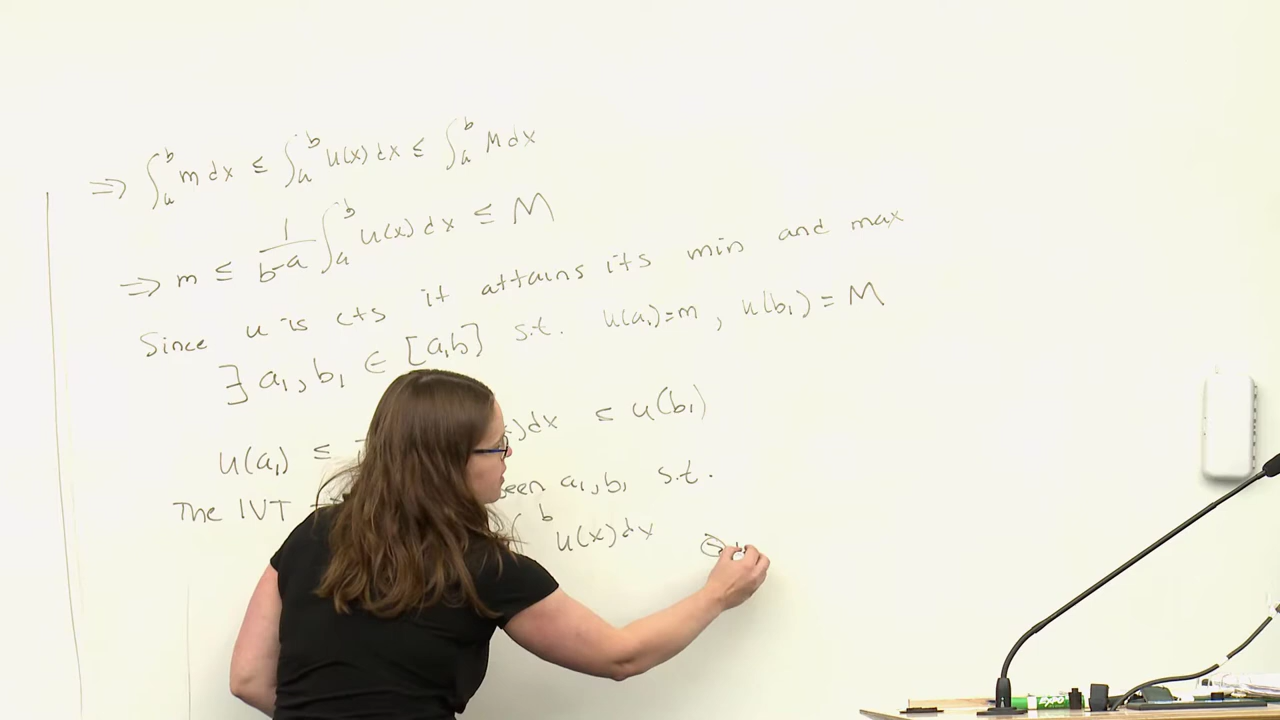 ⇒ ∫_a^b m dx ≤ ∫_a^b u(x) dx ≤ ∫_a^b M dx
⇒ m ≤ 1/(b-a) ∫_a^b u(x) dx ≤ M
Since u is cts it attains its min and max
∃ a₁, b₁ ∈ [a,b] s.t. u(a₁)=m, u(b₁)=M
u(a₁) ≤ dx ≤ u(b₁)
The IVT a₁, b₁ s.t.
∫^b u(x) dx
EXPO